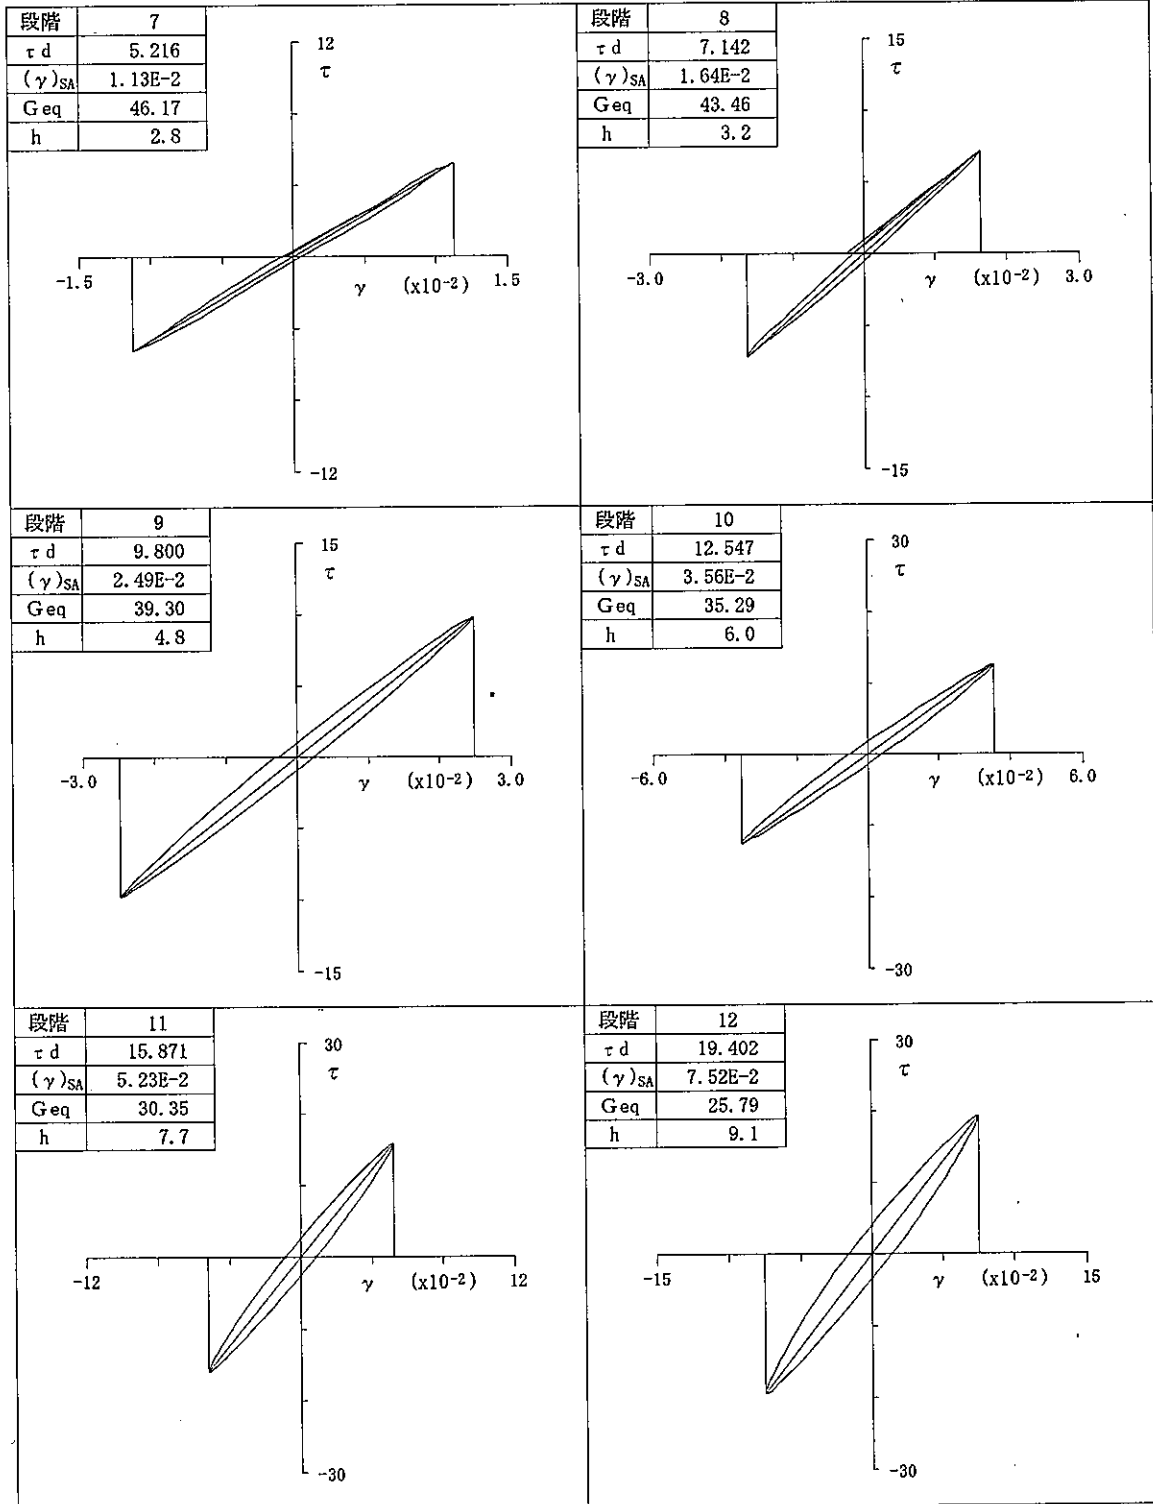 段階 7
τ d 5.216
(γ)SA 1.13E-2
Geq 46.17
h 2.8
12
τ
-1.5 γ (x10-2) 1.5
-12
段階 8
τ d 7.142
(γ)SA 1.64E-2
Geq 43.46
h 3.2
15
τ
-3.0 γ (x10-2) 3.0
-15
段階 9
τ d 9.800
(γ)SA 2.49E-2
Geq 39.30
h 4.8
15
τ
-3.0 γ (x10-2) 3.0
-15
段階 10
τ d 12.547
(γ)SA 3.56E-2
Geq 35.29
h 6.0
30
τ
-6.0 γ (x10-2) 6.0
-30
段階 11
τ d 15.871
(γ)SA 5.23E-2
Geq 30.35
h 7.7
30
τ
-12 γ (x10-2) 12
-30
段階 12
τ d 19.402
(γ)SA 7.52E-2
Geq 25.79
h 9.1
30
τ
-15 γ (x10-2) 15
-30